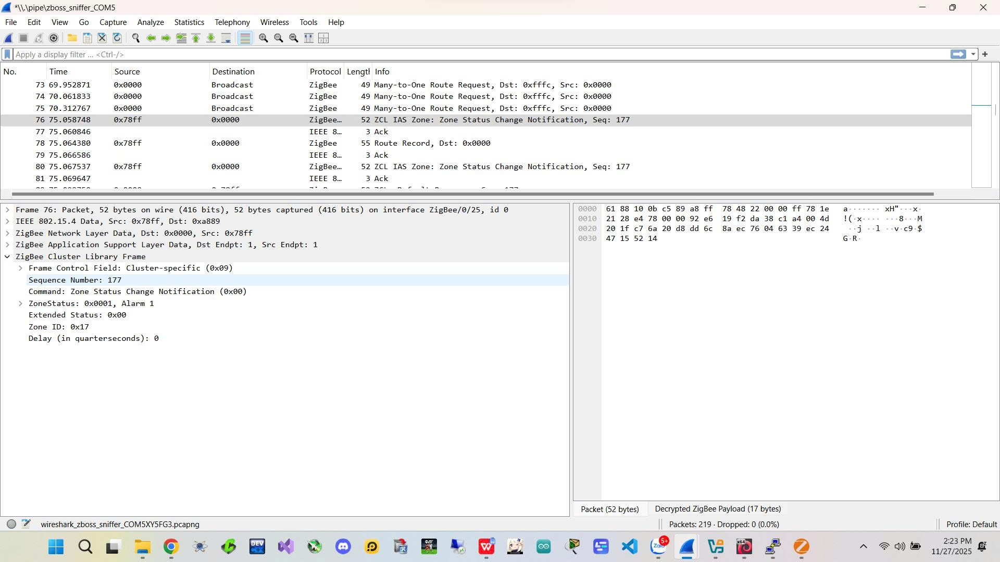 *\\.\pipe\zboss_sniffer_COM5
File Edit View Go Capture Analyze Statistics Telephony Wireless Tools Help
Apply a display filter ... <Ctrl-/>
No. Time Source Destination Protocol Length Info
73 69.952871 0x0000 Broadcast ZigBee 49 Many-to-One Route Request, Dst: 0xfffc, Src: 0x0000
74 70.061833 0x0000 Broadcast ZigBee 49 Many-to-One Route Request, Dst: 0xfffc, Src: 0x0000
75 70.312767 0x0000 Broadcast ZigBee 49 Many-to-One Route Request, Dst: 0xfffc, Src: 0x0000
76 75.058748 0x78ff 0x0000 ZigBee… 52 ZCL IAS Zone: Zone Status Change Notification, Seq: 177
77 75.060846 IEEE 8… 3 Ack
78 75.064380 0x78ff 0x0000 ZigBee 55 Route Record, Dst: 0x0000
79 75.066586 IEEE 8… 3 Ack
80 75.067537 0x78ff 0x0000 ZigBee… 52 ZCL IAS Zone: Zone Status Change Notification, Seq: 177
81 75.069647 IEEE 8… 3 Ack
Frame 76: Packet, 52 bytes on wire (416 bits), 52 bytes captured (416 bits) on interface ZigBee/0/25, id 0
IEEE 802.15.4 Data, Src: 0x78ff, Dst: 0xa889
ZigBee Network Layer Data, Dst: 0x0000, Src: 0x78ff
ZigBee Application Support Layer Data, Dst Endpt: 1, Src Endpt: 1
ZigBee Cluster Library Frame
Frame Control Field: Cluster-specific (0x09)
Sequence Number: 177
Command: Zone Status Change Notification (0x00)
ZoneStatus: 0x0001, Alarm 1
Extended Status: 0x00
Zone ID: 0x17
Delay (in quarterseconds): 0
0000 61 88 10 0b c5 89 a8 ff 78 48 22 00 00 ff 78 1e a······· xH"···x·
0010 21 28 e4 78 00 00 92 e6 19 f2 da 38 c1 a4 00 4d !(·x···· ···8···M
0020 20 1f c7 6a 20 d8 dd 6c 8a ec 76 04 63 39 ec 24 ··j ··l ··v·c9·$
0030 47 15 52 14 G·R·
Packet (52 bytes) Decrypted ZigBee Payload (17 bytes)
wireshark_zboss_sniffer_COM5XY5FG3.pcapng Packets: 219 · Dropped: 0 (0.0%) Profile: Default
DEV
C++
Zalo
5+
x64
2:23 PM
11/27/2025